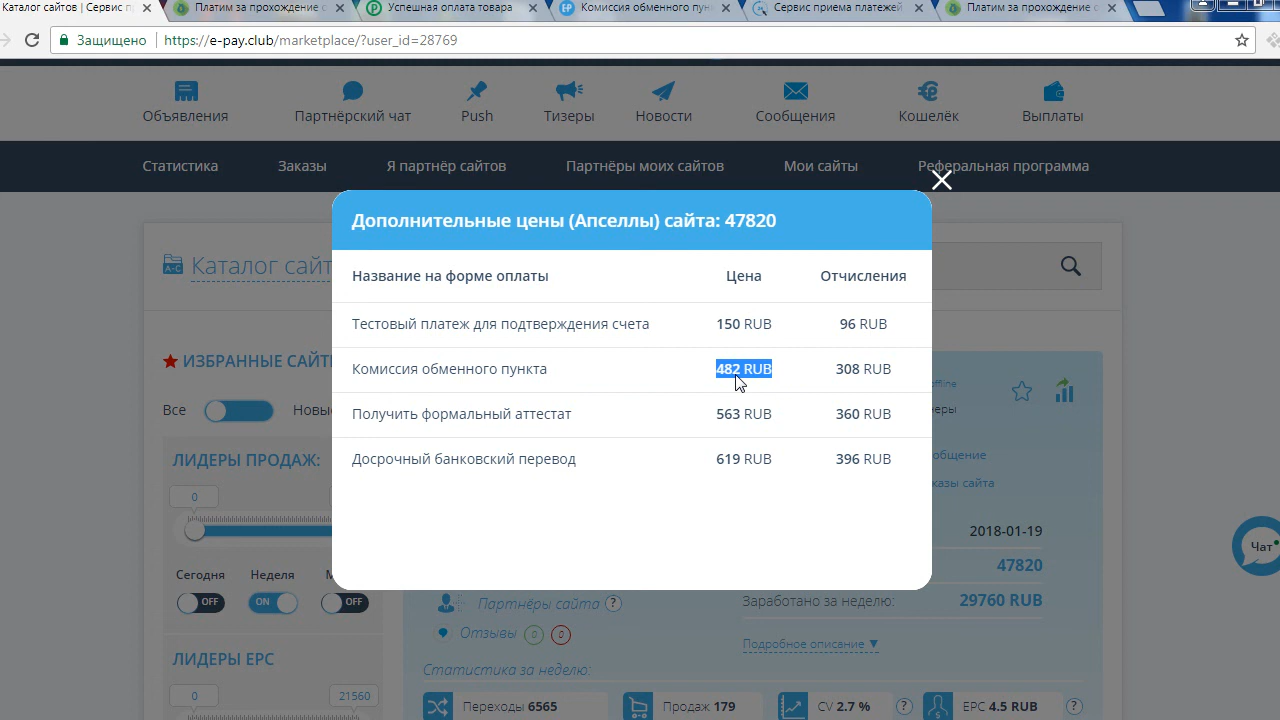 Каталог сайтов | Сервис п
Платим за прохождение о
Успешная оплата товара
Комиссия обменного пун
Сервис приема платежей
Платим за прохождение о
Защищено
https://e-pay.club/marketplace/?user_id=28769
Объявления Партнёрский чат Push Тизеры Новости Сообщения Кошелёк Выплаты
Статистика Заказы Я партнёр сайтов Партнёры моих сайтов Мои сайты Реферальная программа
Дополнительные цены (Апселлы) сайта: 47820
Каталог сайт
Название на форме оплаты Цена Отчисления
Тестовый платеж для подтверждения счета 150 RUB 96 RUB
Комиссия обменного пункта 482 RUB 308 RUB
Получить формальный аттестат 563 RUB 360 RUB
Досрочный банковский перевод 619 RUB 396 RUB
ИЗБРАННЫЕ САЙТ
Все Новы
ЛИДЕРЫ ПРОДАЖ:
0
Сегодня Неделя М
OFF ON OFF
ЛИДЕРЫ EPC
0 21560
offline
неры
ообщение
казы сайта
2018-01-19
47820
Партнёры сайта ?
Заработано за неделю: 29760 RUB
Отзывы 0 0
Подробное описание ▼
Статистика за неделю:
Переходы 6565 Продаж 179 CV 2.7 % ? EPC 4.5 RUB ?
Чат